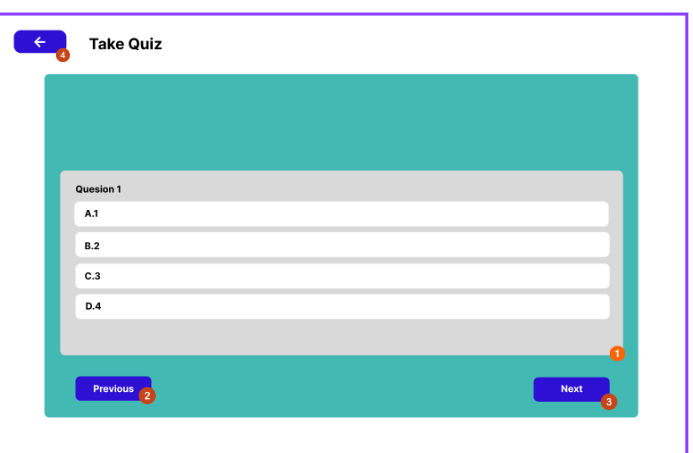 4
Take Quiz
Quesion 1
A.1
B.2
C.3
D.4
1
Previous
2
Next
3